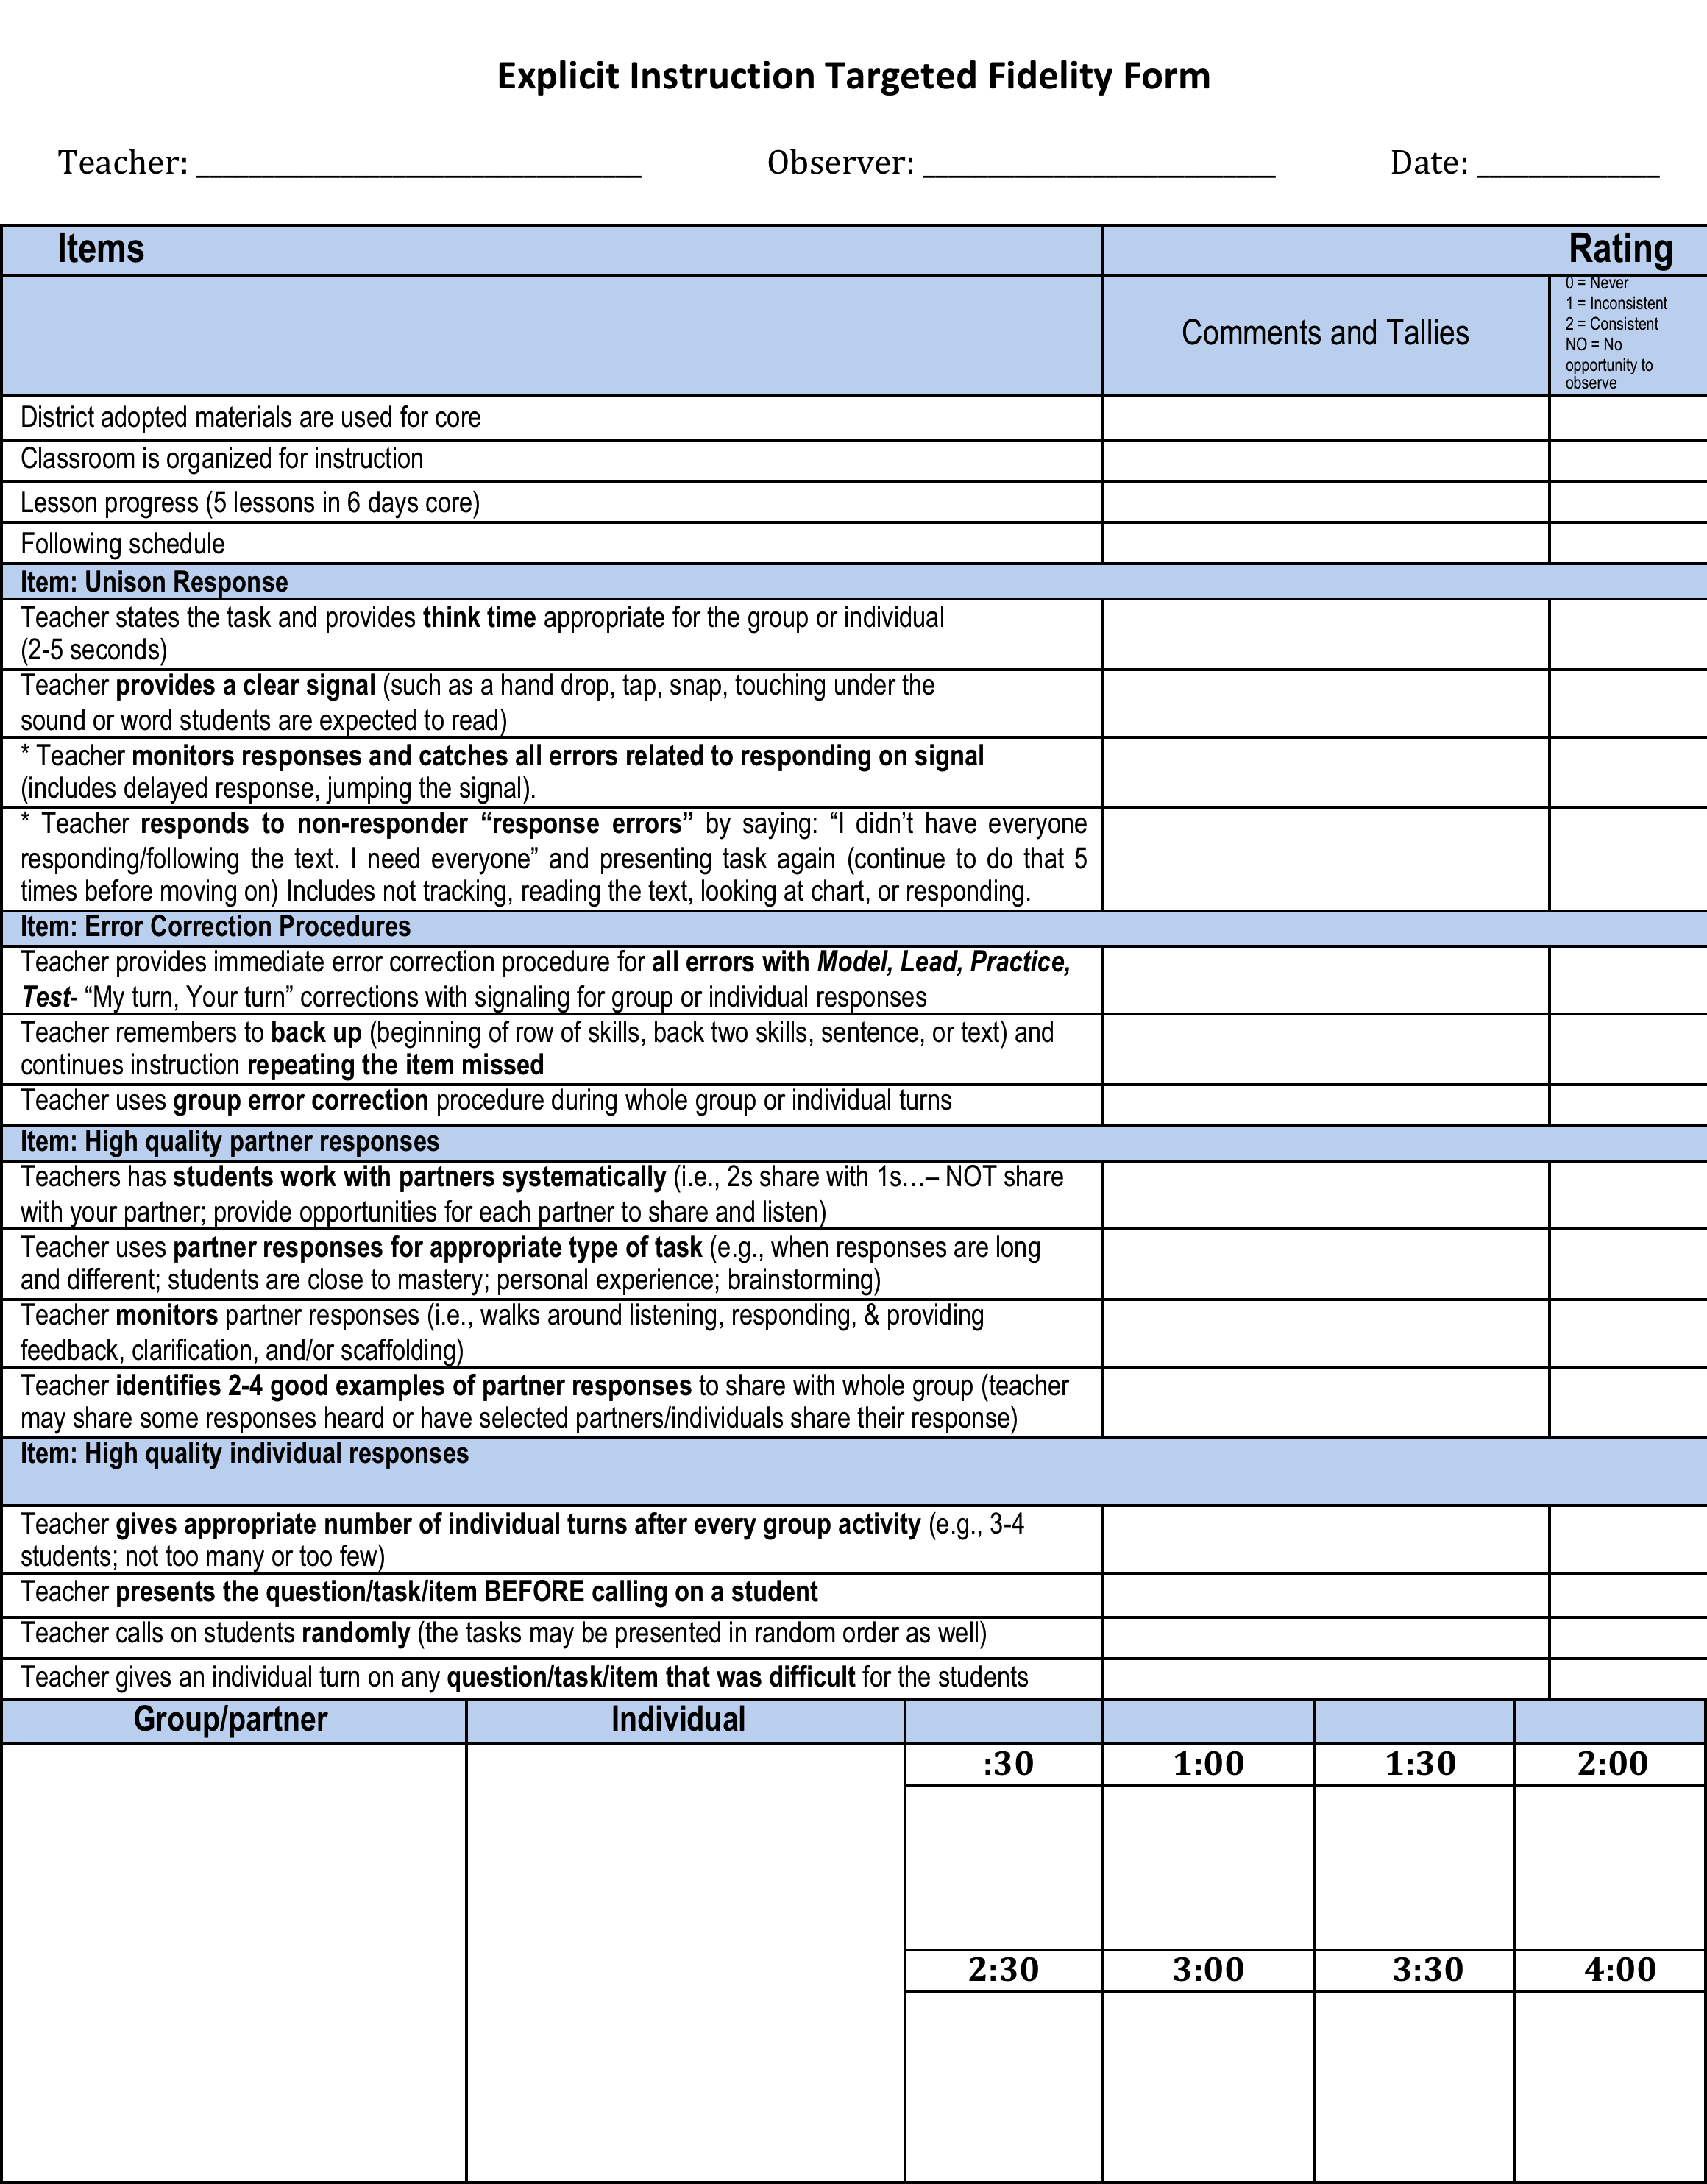 Explicit Instruction Targeted Fidelity Form
Teacher: ________________________________ Observer: _________________________ Date: _____________
Items
Rating
Comments and Tallies
0 = Never
1 = Inconsistent
2 = Consistent
NO = No
opportunity to
observe
District adopted materials are used for core
Classroom is organized for instruction
Lesson progress (5 lessons in 6 days core)
Following schedule
Item: Unison Response
Teacher states the task and provides think time appropriate for the group or individual
(2-5 seconds)
Teacher provides a clear signal (such as a hand drop, tap, snap, touching under the
sound or word students are expected to read)
* Teacher monitors responses and catches all errors related to responding on signal
(includes delayed response, jumping the signal).
* Teacher responds to non-responder “response errors” by saying: “I didn’t have everyone
responding/following the text. I need everyone” and presenting task again (continue to do that 5
times before moving on) Includes not tracking, reading the text, looking at chart, or responding.
Item: Error Correction Procedures
Teacher provides immediate error correction procedure for all errors with Model, Lead, Practice,
Test- “My turn, Your turn” corrections with signaling for group or individual responses
Teacher remembers to back up (beginning of row of skills, back two skills, sentence, or text) and
continues instruction repeating the item missed
Teacher uses group error correction procedure during whole group or individual turns
Item: High quality partner responses
Teachers has students work with partners systematically (i.e., 2s share with 1s…– NOT share
with your partner; provide opportunities for each partner to share and listen)
Teacher uses partner responses for appropriate type of task (e.g., when responses are long
and different; students are close to mastery; personal experience; brainstorming)
Teacher monitors partner responses (i.e., walks around listening, responding, & providing
feedback, clarification, and/or scaffolding)
Teacher identifies 2-4 good examples of partner responses to share with whole group (teacher
may share some responses heard or have selected partners/individuals share their response)
Item: High quality individual responses
Teacher gives appropriate number of individual turns after every group activity (e.g., 3-4
students; not too many or too few)
Teacher presents the question/task/item BEFORE calling on a student
Teacher calls on students randomly (the tasks may be presented in random order as well)
Teacher gives an individual turn on any question/task/item that was difficult for the students
Group/partner Individual
:30 1:00 1:30 2:00
2:30 3:00 3:30 4:00